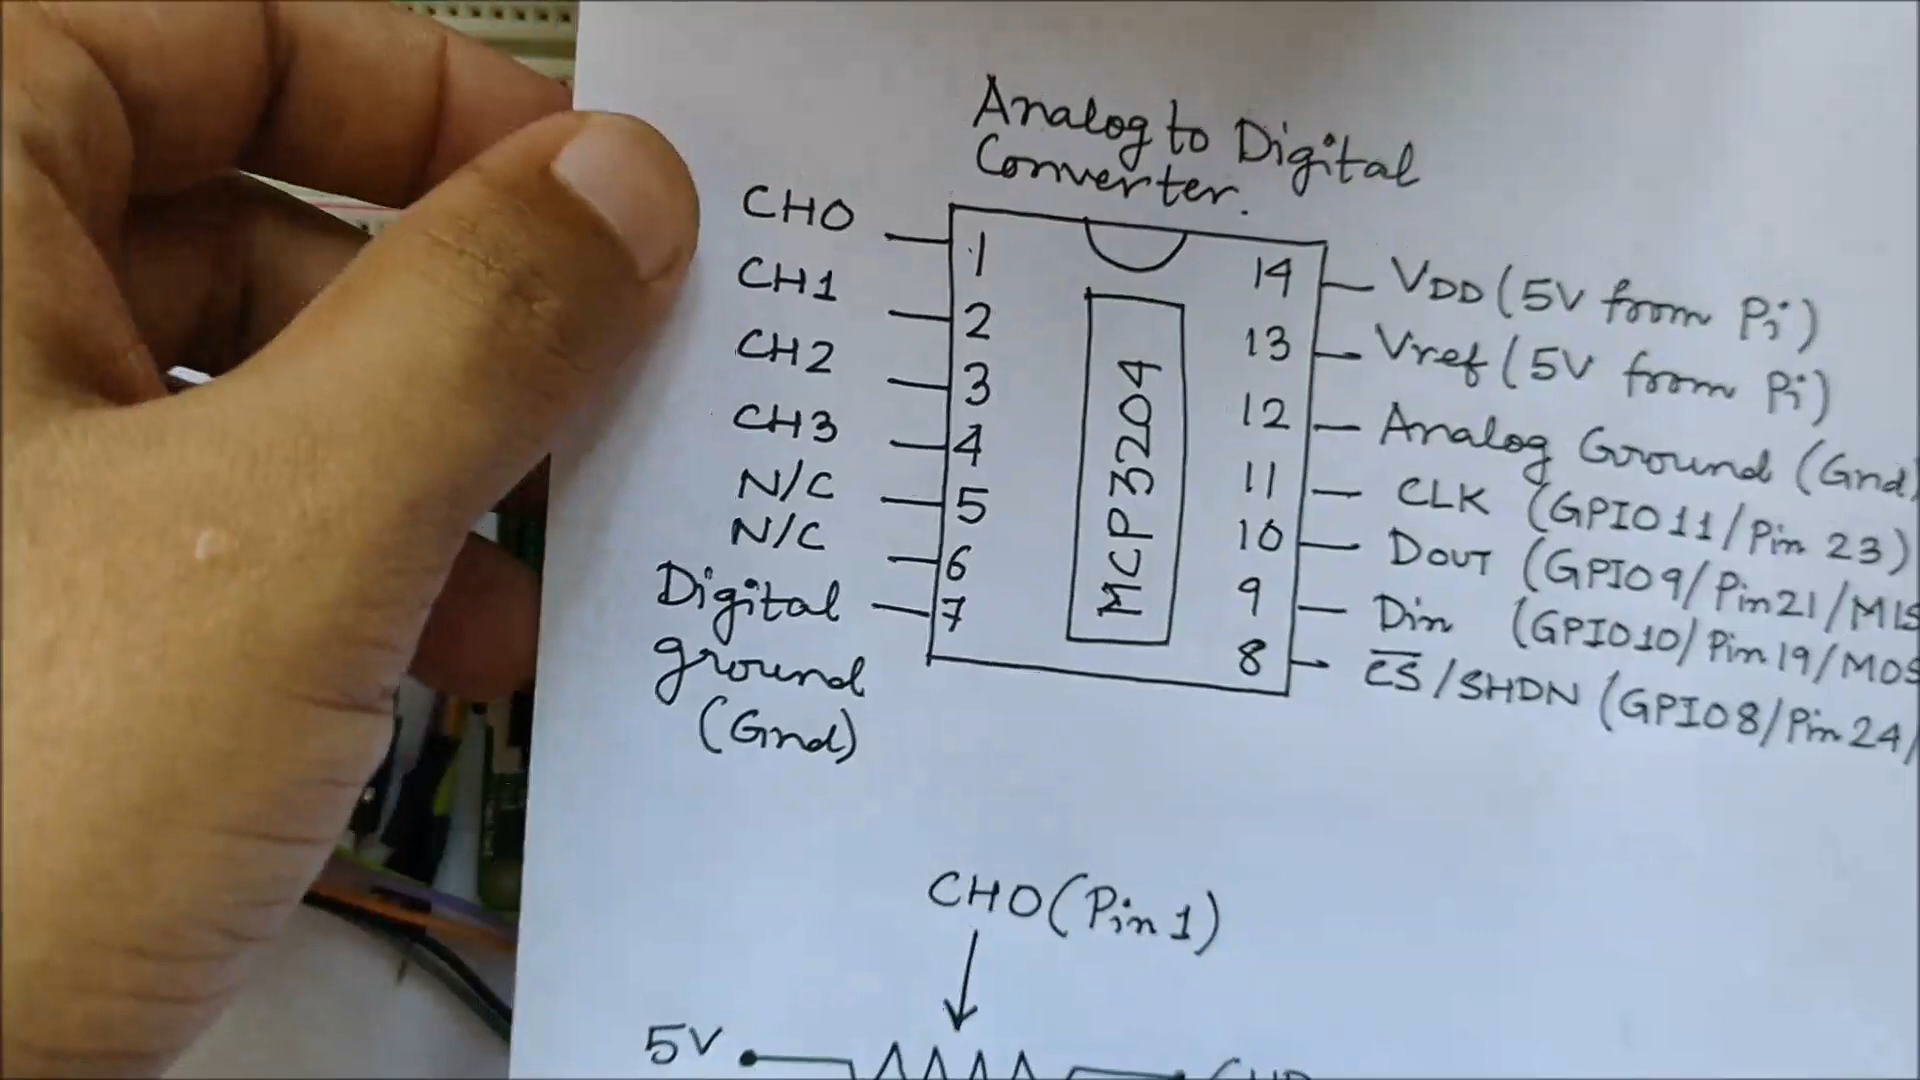 Analog to Digital
Converter.
CH0
CH1
CH2
CH3
N/C
N/C
Digital
ground
(Gnd)
1
2
3
4
5
6
7
MCP3204
14
13
12
11
10
9
8
VDD (5V from Pi)
Vref (5V from Pi)
Analog Ground (Gnd)
CLK (GPIO11/Pin 23)
DOUT (GPIO9/Pin21/MIS
Din (GPIO10/Pin19/MOS
C̅S̅/SHDN (GPIO8/Pin24/
CH0 (Pin 1)
5V